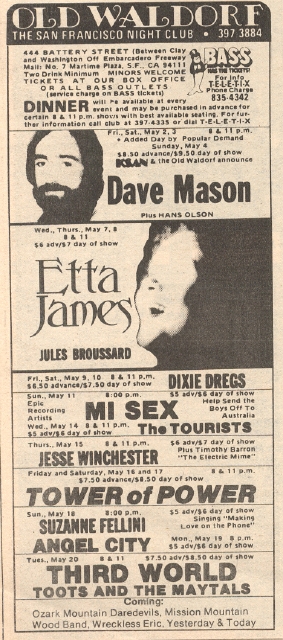 OLD WALDORF
THE SAN FRANCISCO NIGHT CLUB • 397 3884
444 BATTERY STREET (Between Clay
and Washington Off Embarcadero Freeway
Mail: No. 7 Maritime Plaza, S.F., CA 94111
Two Drink Minimum MINORS WELCOME
TICKETS AT OUR BOX OFFICE
OR ALL BASS OUTLETS
(service charge on BASS tickets)
BASS
HAS THE TICKETS!
For Info
T-E-L-E-T-I-X
Phone Charge
835-4342
DINNER will be available at every
event and may be purchased in advance for
certain 8 & 11 p.m. shows with best available seating. For further
information call club at 397-4335 or dial T-E-L-E-T-I-X
Fri., Sat., May 2, 3 8 & 11 p.m.
• Added Day by Popular Demand
Sunday, May 4
$8.50 advance/$9.50 day of show
KSAN & the Old Waldorf announce
Dave Mason
Plus HANS OLSON
Wed., Thurs., May 7, 8
8 & 11
$6 adv/$7 day of show
Etta
James
JULES BROUSSARD
Fri., Sat., May 9, 10 8 & 11 p.m.
$6.50 advance/$7.50 day of show
DIXIE DREGS
Sun., May 11 8:00 p.m. $5 adv/$6 day of show
Epic
Recording
Artists
MI SEX
Help Send the
Boys Off To
Australia
Wed., May 14 8 & 11 p.m.
$5 adv/$6 day of show
The TOURISTS
Thurs., May 15 8 & 11 p.m. $6 adv/$7 day of show
JESSE WINCHESTER
Plus Timothy Barron
"The Electric Mime"
Friday and Saturday, May 16 and 17 8 & 11 p.m.
$7.50 advance/$8.50 day of show
TOWER of POWER
Sun., May 18 8:00 p.m. $5 adv/$6 day of show
SUZANNE FELLINI
Singing "Making
Love on the Phone"
ANGEL CITY
Mon., May 19 8 p.m.
$5 adv/$6 day of show
Tues., May 20 8 & 11 $7.50 adv/$8.50 day of show
THIRD WORLD
TOOTS AND THE MAYTALS
Coming:
Ozark Mountain Daredevils, Mission Mountain
Wood Band, Wreckless Eric, Yesterday & Today